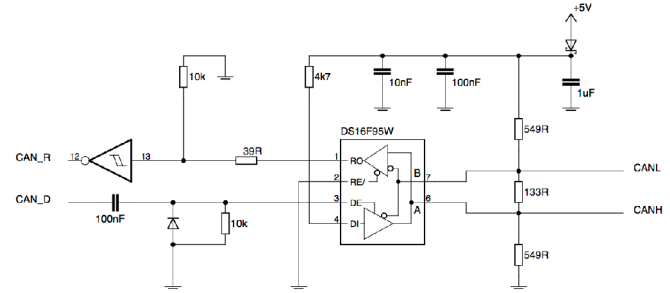 +5V
10k
4k7
10nF
100nF
1uF
DS16F95W
549R
CAN_R
12
13
39R
1
RO
B
7
CANL
2
RE/
133R
CAN_D
100nF
3
DE
A
6
CANH
10k
4
DI
549R